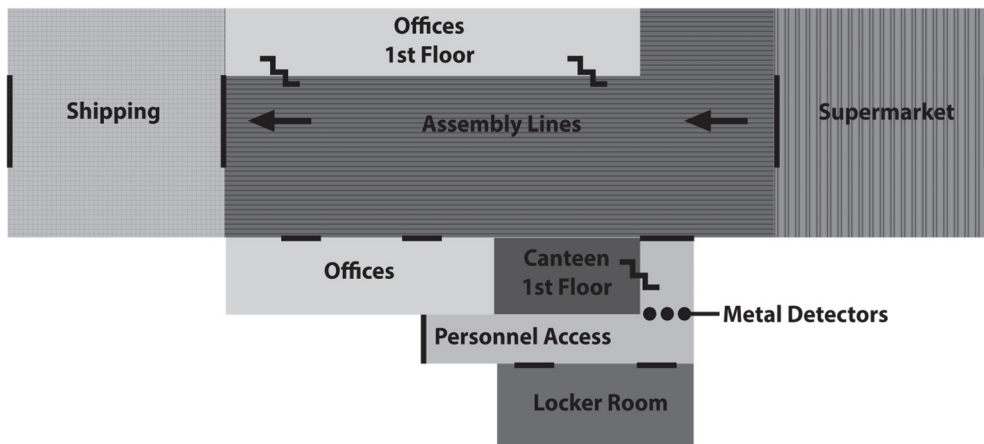 Offices
1st Floor
Shipping
Assembly Lines
Supermarket
Offices
Canteen
1st Floor
Metal Detectors
Personnel Access
Locker Room